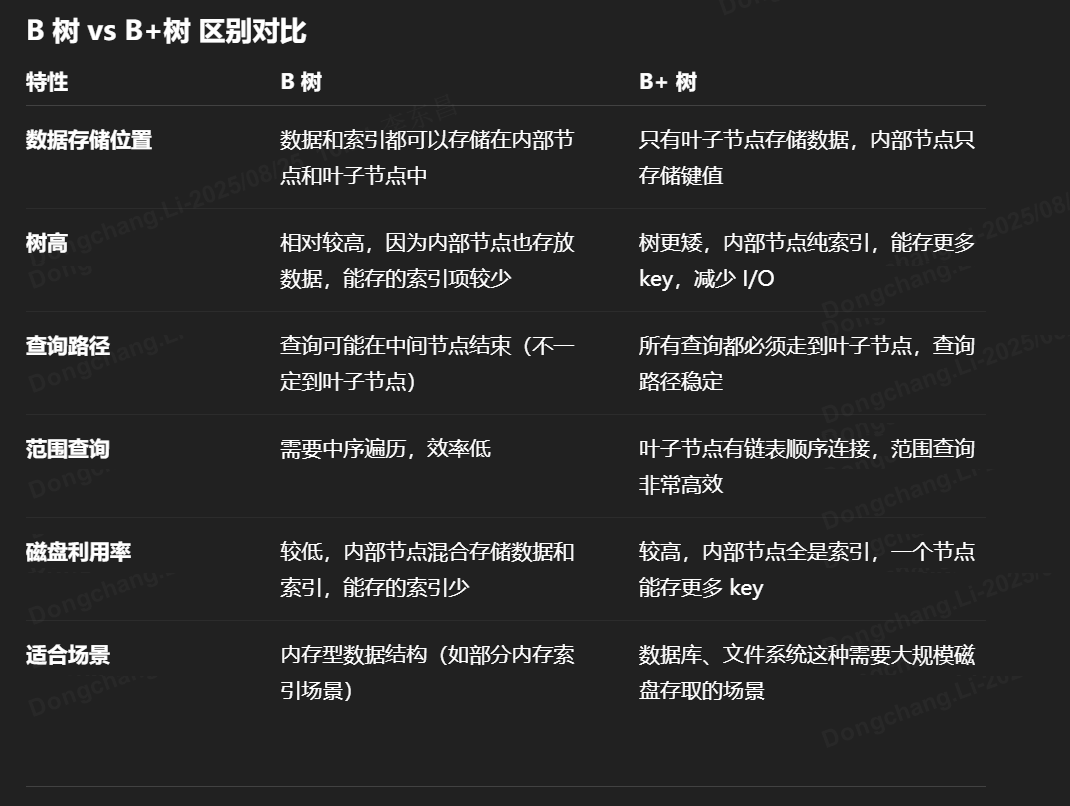 B 树 vs B+树 区别对比
特性 B 树 B+ 树
数据存储位置 数据和索引都可以存储在内部节 只有叶子节点存储数据，内部节点只
点和叶子节点中 存储键值
树高 相对较高，因为内部节点也存放 树更矮，内部节点纯索引，能存更多
数据，能存的索引项较少 key，减少 I/O
查询路径 查询可能在中间节点结束（不一 所有查询都必须走到叶子节点，查询
定到叶子节点） 路径稳定
范围查询 需要中序遍历，效率低 叶子节点有链表顺序连接，范围查询
非常高效
磁盘利用率 较低，内部节点混合存储数据和 较高，内部节点全是索引，一个节点
索引，能存的索引少 能存更多 key
适合场景 内存型数据结构（如部分内存索 数据库、文件系统这种需要大规模磁
引场景） 盘存取的场景